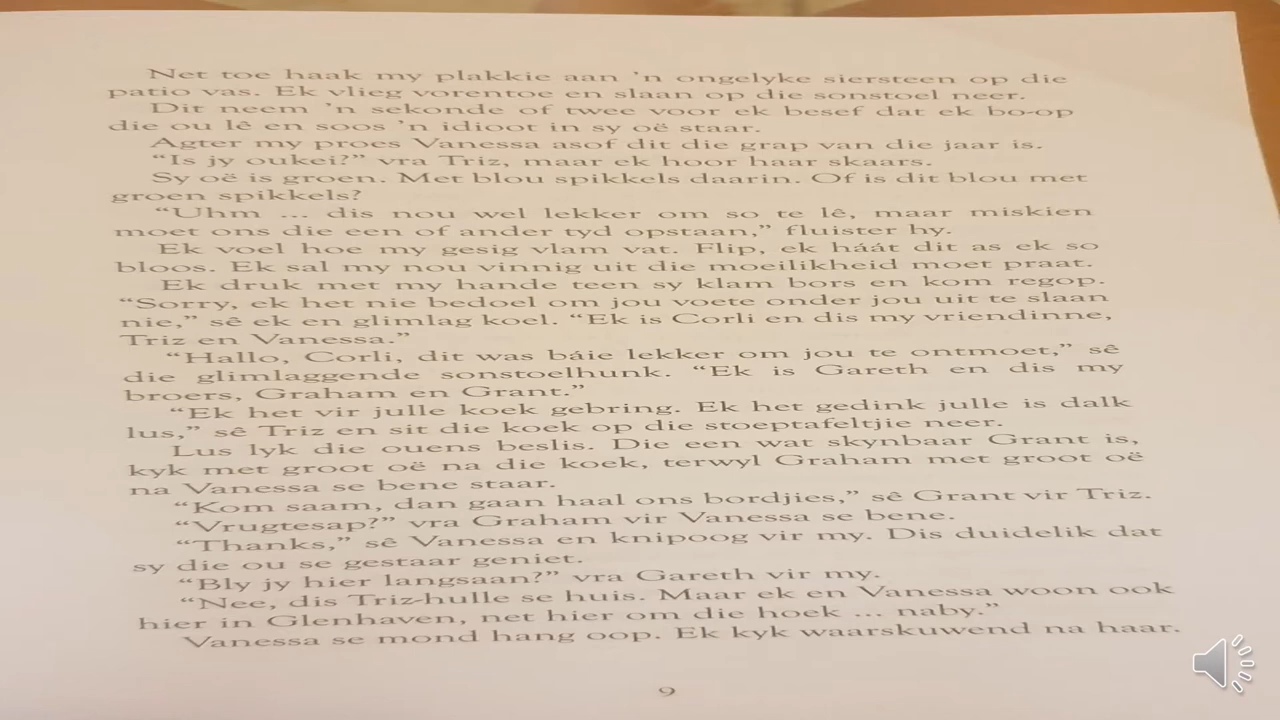 Net toe haak my plakkie aan ’n ongelyke siersteen op die
patio vas. Ek vlieg vorentoe en slaan op die sonstoel neer.
Dit neem ’n sekonde of twee voor ek besef dat ek bo-op
die ou lê en soos ’n idioot in sy oë staar.
Agter my proes Vanessa asof dit die grap van die jaar is.
“Is jy oukei?” vra Triz, maar ek hoor haar skaars.
Sy oë is groen. Met blou spikkels daarin. Of is dit blou met
groen spikkels?
“Uhm ... dis nou wel lekker om so te lê, maar miskien
moet ons die een of ander tyd opstaan,” fluister hy.
Ek voel hoe my gesig vlam vat. Flip, ek háát dit as ek so
bloos. Ek sal my nou vinnig uit die moeilikheid moet praat.
Ek druk met my hande teen sy klam bors en kom regop.
“Sorry, ek het nie bedoel om jou voete onder jou uit te slaan
nie,” sê ek en glimlag koel. “Ek is Corli en dis my vriendinne,
Triz en Vanessa.”
“Hallo, Corli, dit was báie lekker om jou te ontmoet,” sê
die glimlaggende sonstoelhunk. “Ek is Gareth en dis my
broers, Graham en Grant.”
“Ek het vir julle koek gebring. Ek het gedink julle is dalk
lus,” sê Triz en sit die koek op die stoeptafeltjie neer.
Lus lyk die ouens beslis. Die een wat skynbaar Grant is,
kyk met groot oë na die koek, terwyl Graham met groot oë
na Vanessa se bene staar.
“Kom saam, dan gaan haal ons bordjies,” sê Grant vir Triz.
“Vrugtesap?” vra Graham vir Vanessa se bene.
“Thanks,” sê Vanessa en knipoog vir my. Dis duidelik dat
sy die ou se gestaar geniet.
“Bly jy hier langsaan?” vra Gareth vir my.
“Nee, dis Triz-hulle se huis. Maar ek en Vanessa woon ook
hier in Glenhaven, net hier om die hoek ... naby.”
Vanessa se mond hang oop. Ek kyk waarskuwend na haar.
9